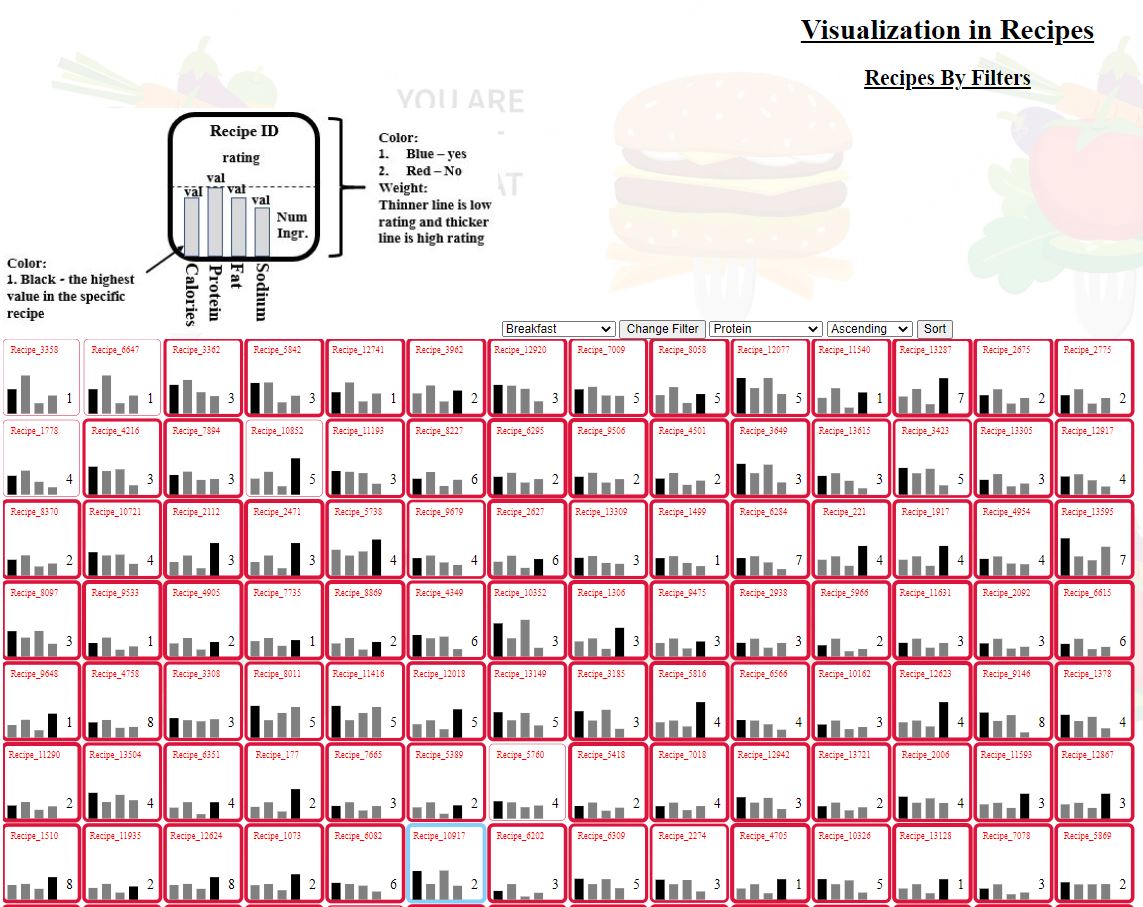 Visualization in Recipes
Recipes By Filters
YOU ARE
AT
Recipe ID
rating
val
val
val
val
Num
Ingr.
Calories
Protein
Fat
Sodium
Color:
1. Blue – yes
2. Red – No
Weight:
Thinner line is low
rating and thicker
line is high rating
Color:
1. Black - the highest
value in the specific
recipe
Breakfast Change Filter Protein Ascending Sort
Recipe_3358 Recipe_6647 Recipe_3362 Recipe_5842 Recipe_12741 Recipe_3962 Recipe_12920 Recipe_7009 Recipe_8058 Recipe_12077 Recipe_11540 Recipe_13287 Recipe_2675 Recipe_2775
1 1 3 3 1 2 3 5 5 5 1 7 2 2
Recipe_1778 Recipe_4216 Recipe_7894 Recipe_10852 Recipe_11193 Recipe_8227 Recipe_6295 Recipe_9506 Recipe_4501 Recipe_3649 Recipe_13615 Recipe_3423 Recipe_13305 Recipe_12917
4 3 3 5 3 6 2 2 2 3 3 5 3 4
Recipe_8370 Recipe_10721 Recipe_2112 Recipe_2471 Recipe_5738 Recipe_9679 Recipe_2627 Recipe_13309 Recipe_1499 Recipe_6284 Recipe_221 Recipe_1917 Recipe_4954 Recipe_13595
2 4 3 3 4 4 6 3 1 7 4 4 4 7
Recipe_8097 Recipe_9533 Recipe_4905 Recipe_7735 Recipe_8869 Recipe_4349 Recipe_10352 Recipe_1306 Recipe_9475 Recipe_2938 Recipe_5966 Recipe_11631 Recipe_2092 Recipe_6615
3 1 2 1 2 6 3 3 3 3 2 3 3 6
Recipe_9648 Recipe_4758 Recipe_3308 Recipe_8011 Recipe_11416 Recipe_12018 Recipe_13149 Recipe_3185 Recipe_5816 Recipe_6566 Recipe_10162 Recipe_12623 Recipe_9146 Recipe_1378
1 8 3 5 5 5 5 3 4 4 3 4 8 4
Recipe_11290 Recipe_13504 Recipe_6351 Recipe_177 Recipe_7665 Recipe_5389 Recipe_5760 Recipe_5418 Recipe_7018 Recipe_12942 Recipe_13721 Recipe_2006 Recipe_11593 Recipe_12867
2 4 4 2 3 2 4 2 4 3 2 4 3 3
Recipe_1510 Recipe_11935 Recipe_12624 Recipe_1073 Recipe_6082 Recipe_10917 Recipe_6202 Recipe_6309 Recipe_2274 Recipe_4705 Recipe_10326 Recipe_13128 Recipe_7078 Recipe_5869
8 2 8 2 6 2 3 5 3 1 5 1 3 2